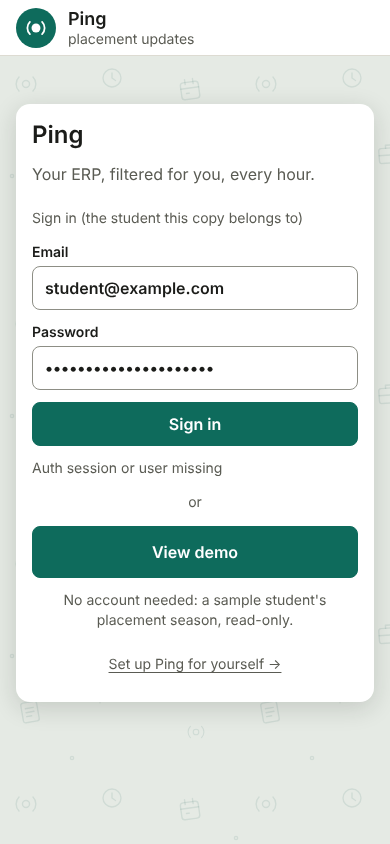 Ping
placement updates
Ping
Your ERP, filtered for you, every hour.
Sign in (the student this copy belongs to)
Email
student@example.com
Password
•••••••••••••••••••••
Sign in
Auth session or user missing
or
View demo
No account needed: a sample student's
placement season, read-only.
Set up Ping for yourself →